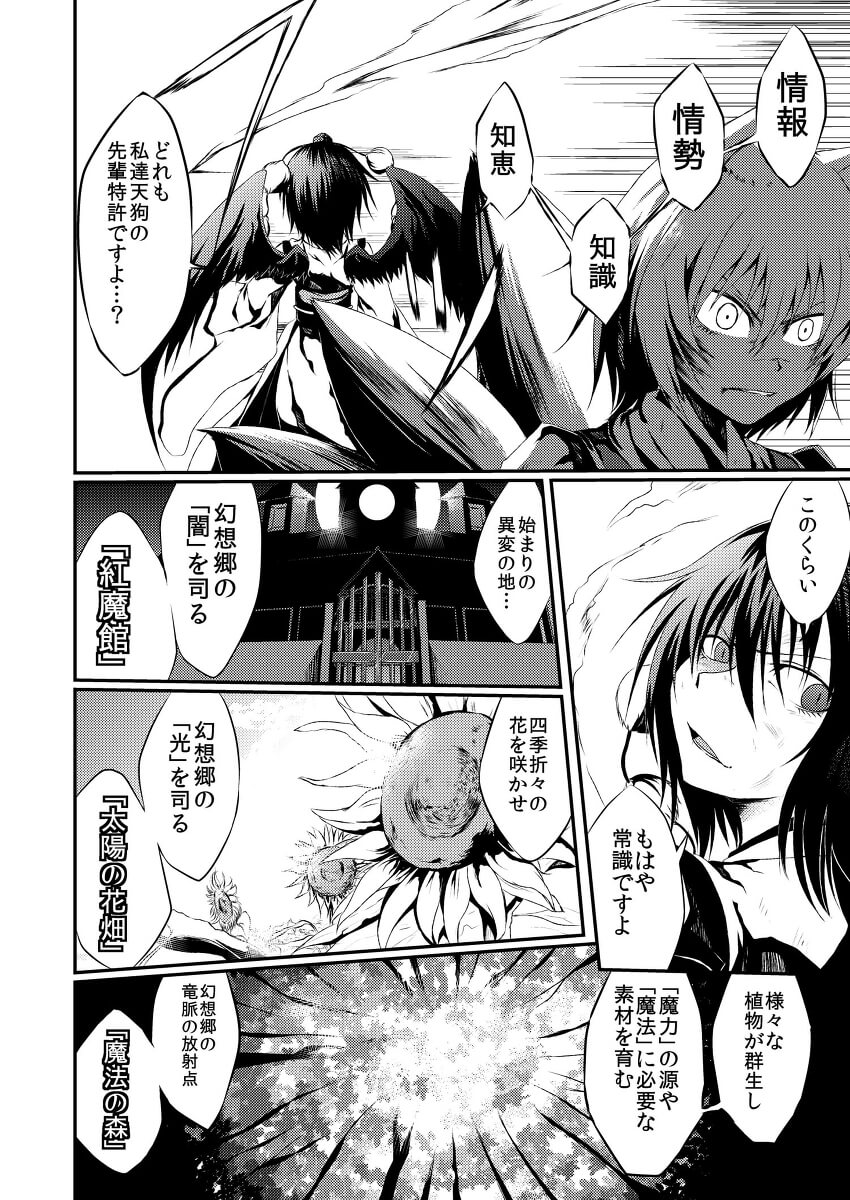 情報
情勢
知識
知恵
どれも
私達天狗の
先輩特許ですよ…？
このくらい
もはや
常識ですよ
始まりの
異変の地…
幻想郷の
「闇」を司る
『紅魔館』
四季折々の
花を咲かせ
幻想郷の
「光」を司る
『太陽の花畑』
様々な
植物が群生し
「魔力」の源や
「魔法」に必要な
素材を育む
幻想郷の
竜脈の放射点
『魔法の森』